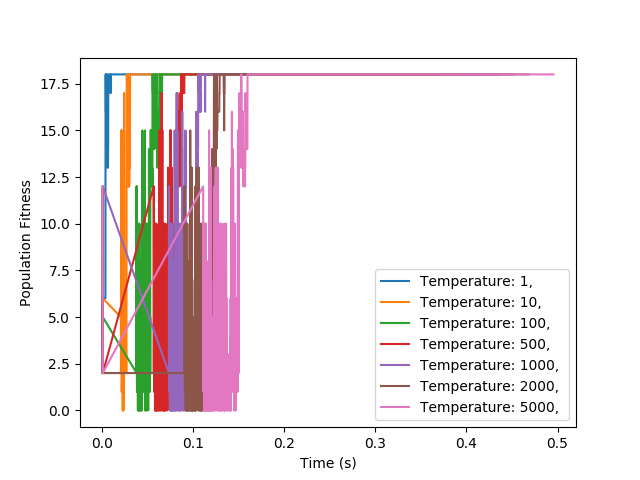 17.5
15.0
12.5
10.0
7.5
5.0
2.5
0.0
Population Fitness
Temperature: 1,
Temperature: 10,
Temperature: 100,
Temperature: 500,
Temperature: 1000,
Temperature: 2000,
Temperature: 5000,
0.0 0.1 0.2 0.3 0.4 0.5
Time (s)